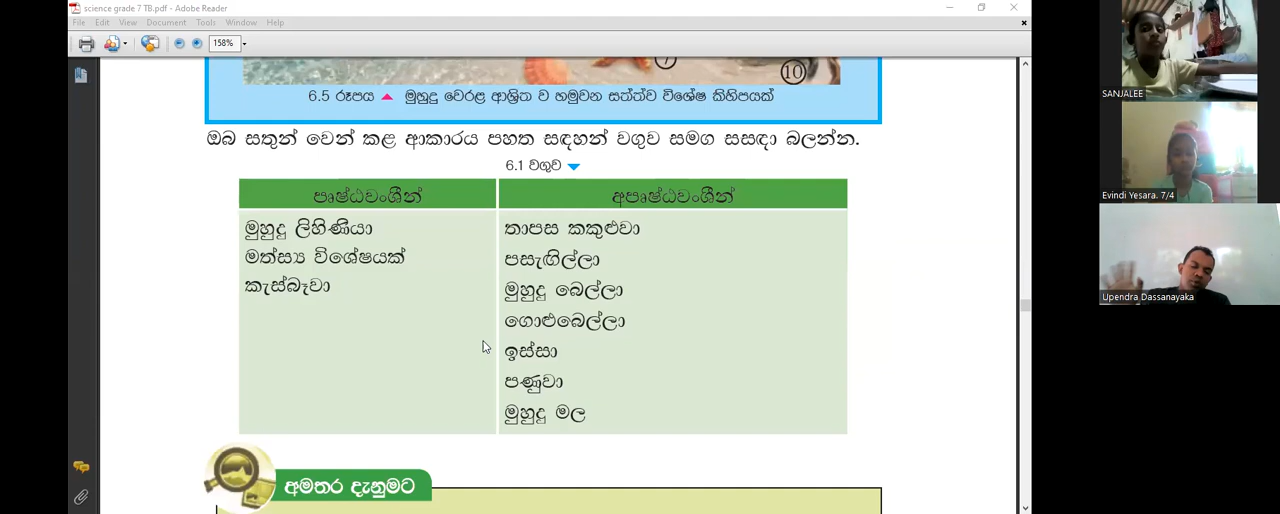 science grade 7 TB.pdf - Adobe Reader
File Edit View Document Tools Window Help
158%
7
10
6.5 රූපය ▲ මුහුදු වෙරළ ආශ්‍රිත ව හමුවන සත්ත්ව විශේෂ කිහිපයක්
ඔබ සතුන් වෙන් කළ ආකාරය පහත සඳහන් වගුව සමග සසඳා බලන්න.
6.1 වගුව ▼
පෘෂ්ඨවංශීන් අපෘෂ්ඨවංශීන්
මුහුදු ලිහිණියා තාපස කකුළුවා
මත්ස්‍ය විශේෂයක් පසැඟිල්ලා
කැස්බෑවා මුහුදු බෙල්ලා
ගොළුබෙල්ලා
ඉස්සා
පණුවා
මුහුදු මල
අමතර දැනුමට
SANJALEE
Evindi Yesara. 7/4
Upendra Dassanayaka